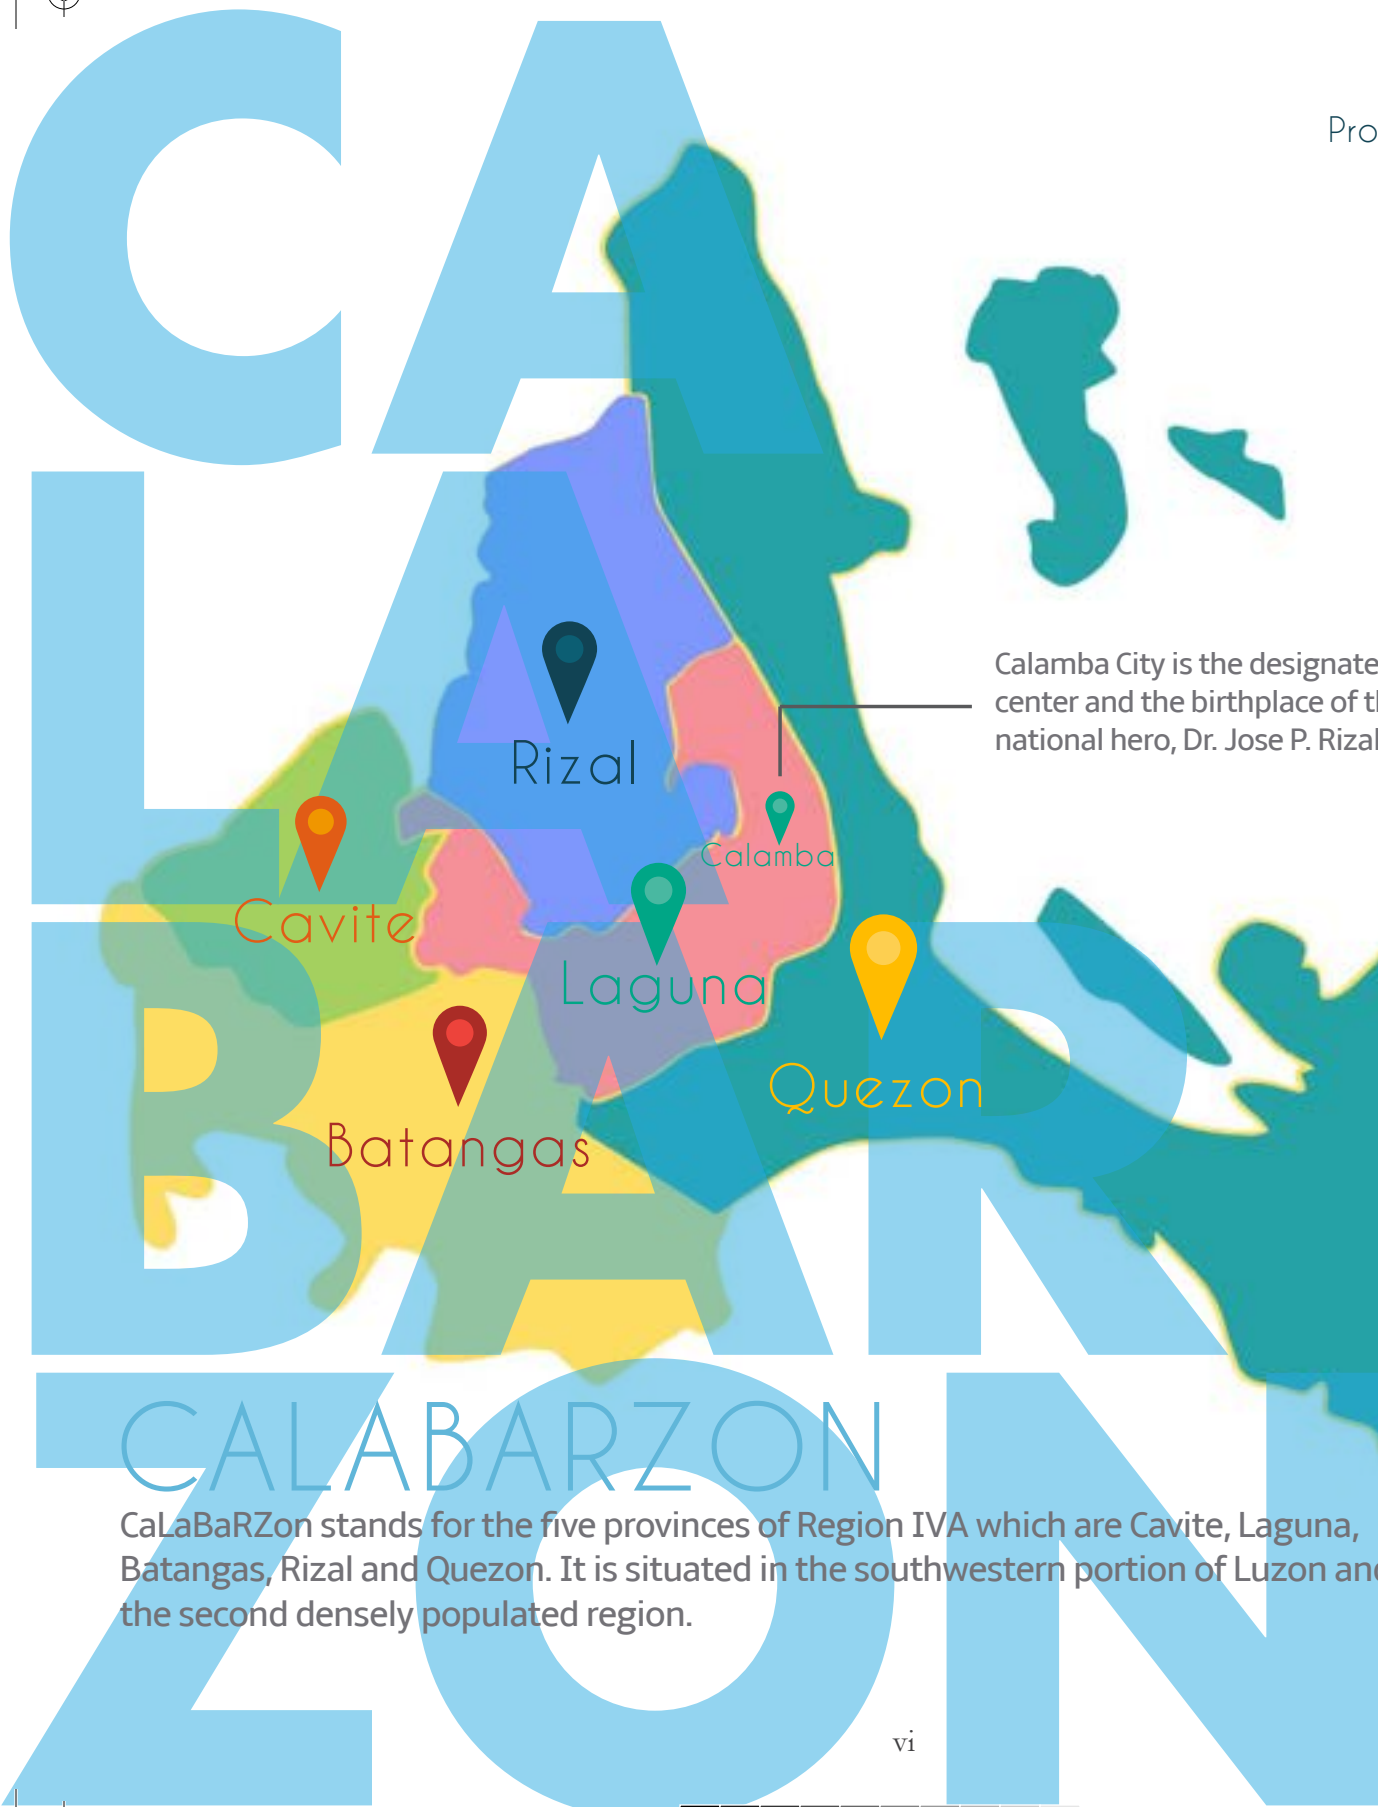 CA
LA
BAR
ZON
Pro
Calamba City is the designate
center and the birthplace of t
national hero, Dr. Jose P. Rizal
Rizal
Calamba
Cavite
Laguna
Quezon
Batangas
CALABARZON
CaLaBaRZon stands for the five provinces of Region IVA which are Cavite, Laguna,
Batangas, Rizal and Quezon. It is situated in the southwestern portion of Luzon and
the second densely populated region.
vi